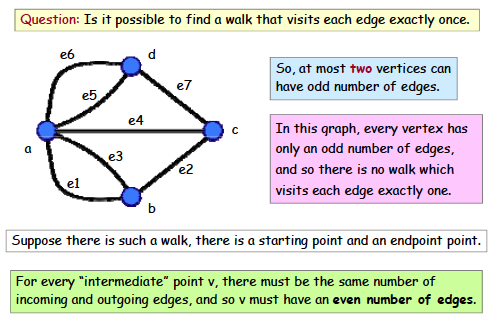 Question: Is it possible to find a walk that visits each edge exactly once.
e6
d
e5
e7
e4
c
a
e3
e1
e2
b
So, at most two vertices can
have odd number of edges.
In this graph, every vertex has
only an odd number of edges,
and so there is no walk which
visits each edge exactly one.
Suppose there is such a walk, there is a starting point and an endpoint point.
For every “intermediate” point v, there must be the same number of
incoming and outgoing edges, and so v must have an even number of edges.